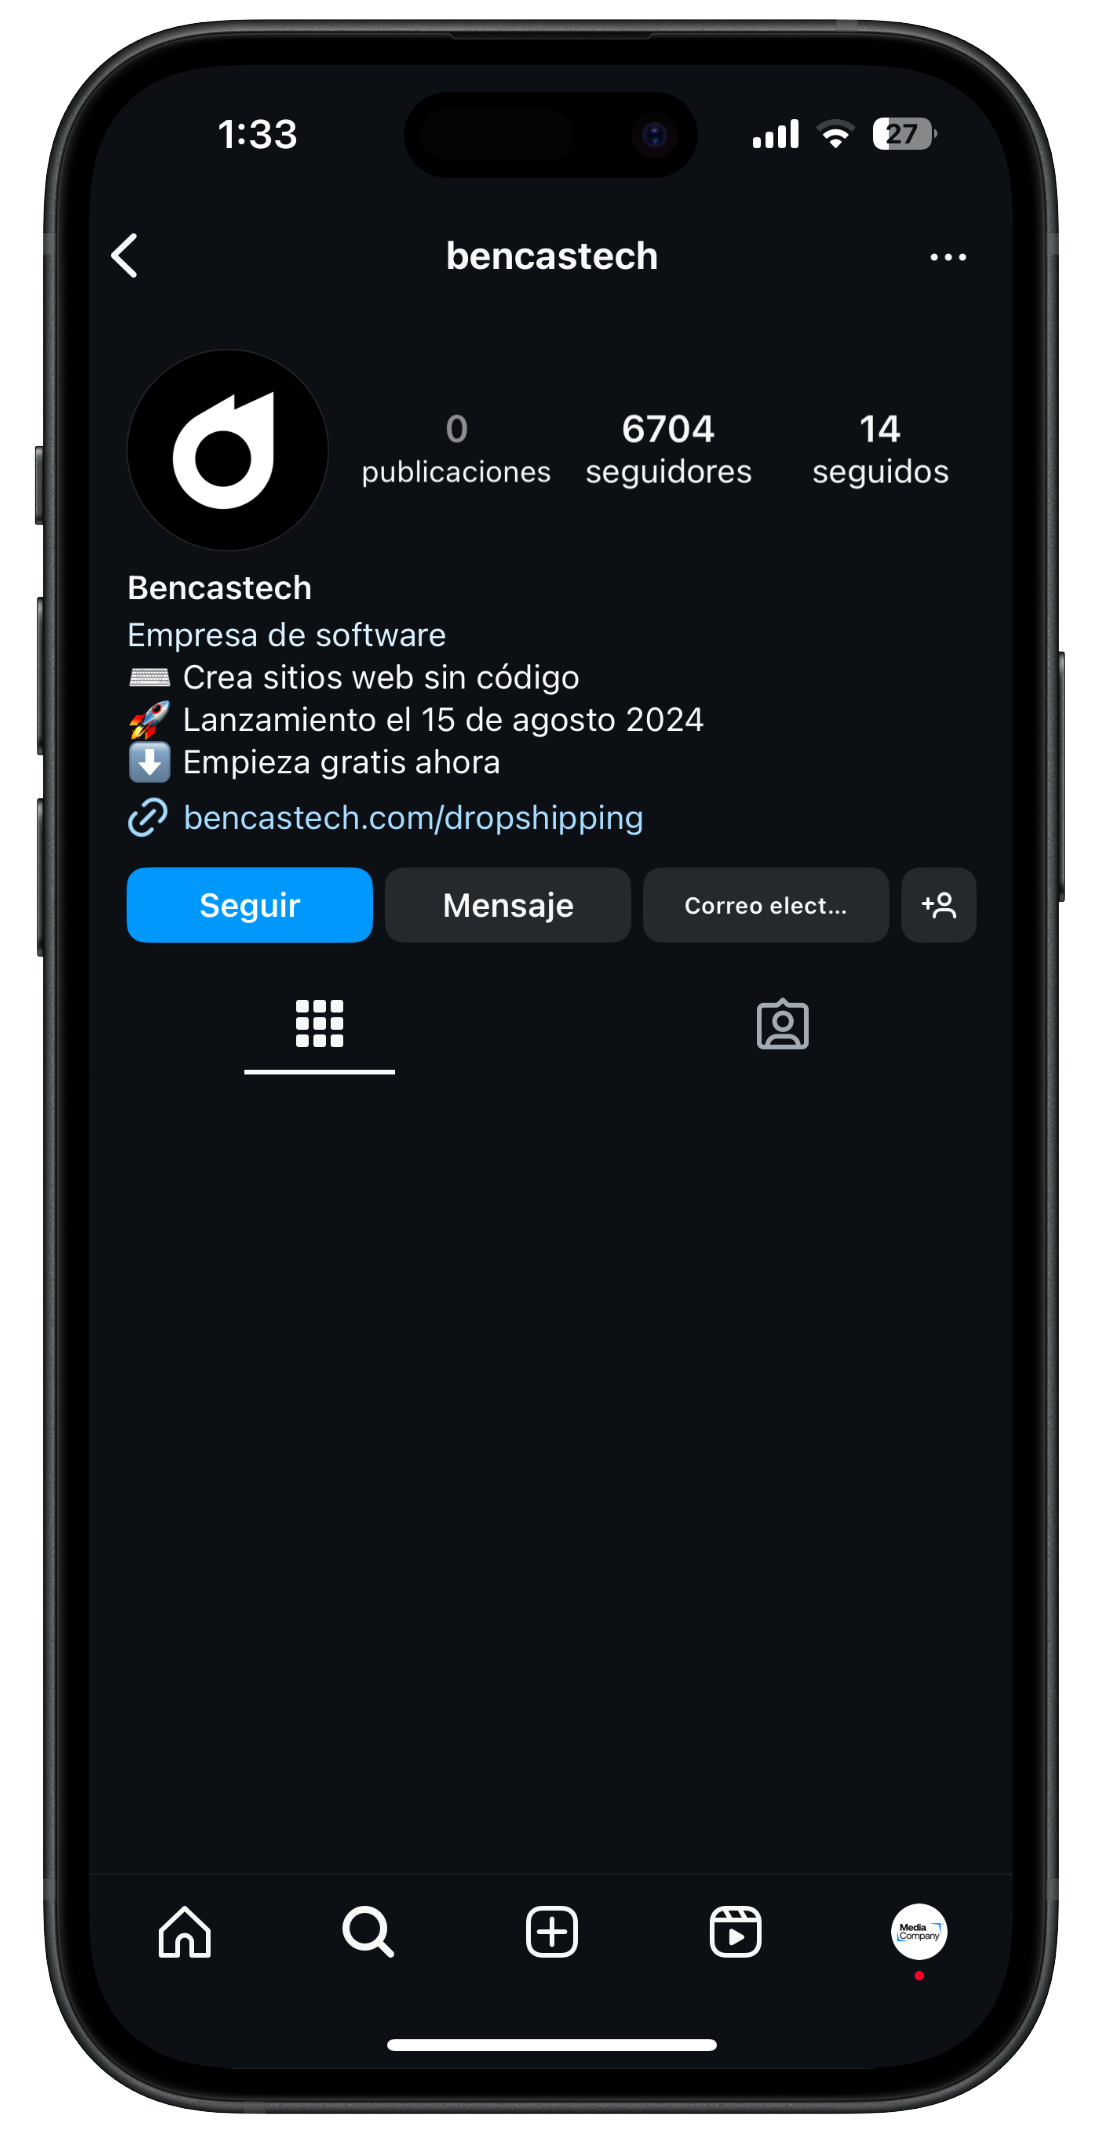 1:33
27
bencastech
0 6704 14
publicaciones seguidores seguidos
Bencastech
Empresa de software
Crea sitios web sin código
Lanzamiento el 15 de agosto 2024
Empieza gratis ahora
bencastech.com/dropshipping
Seguir Mensaje Correo elect...
Media
Company